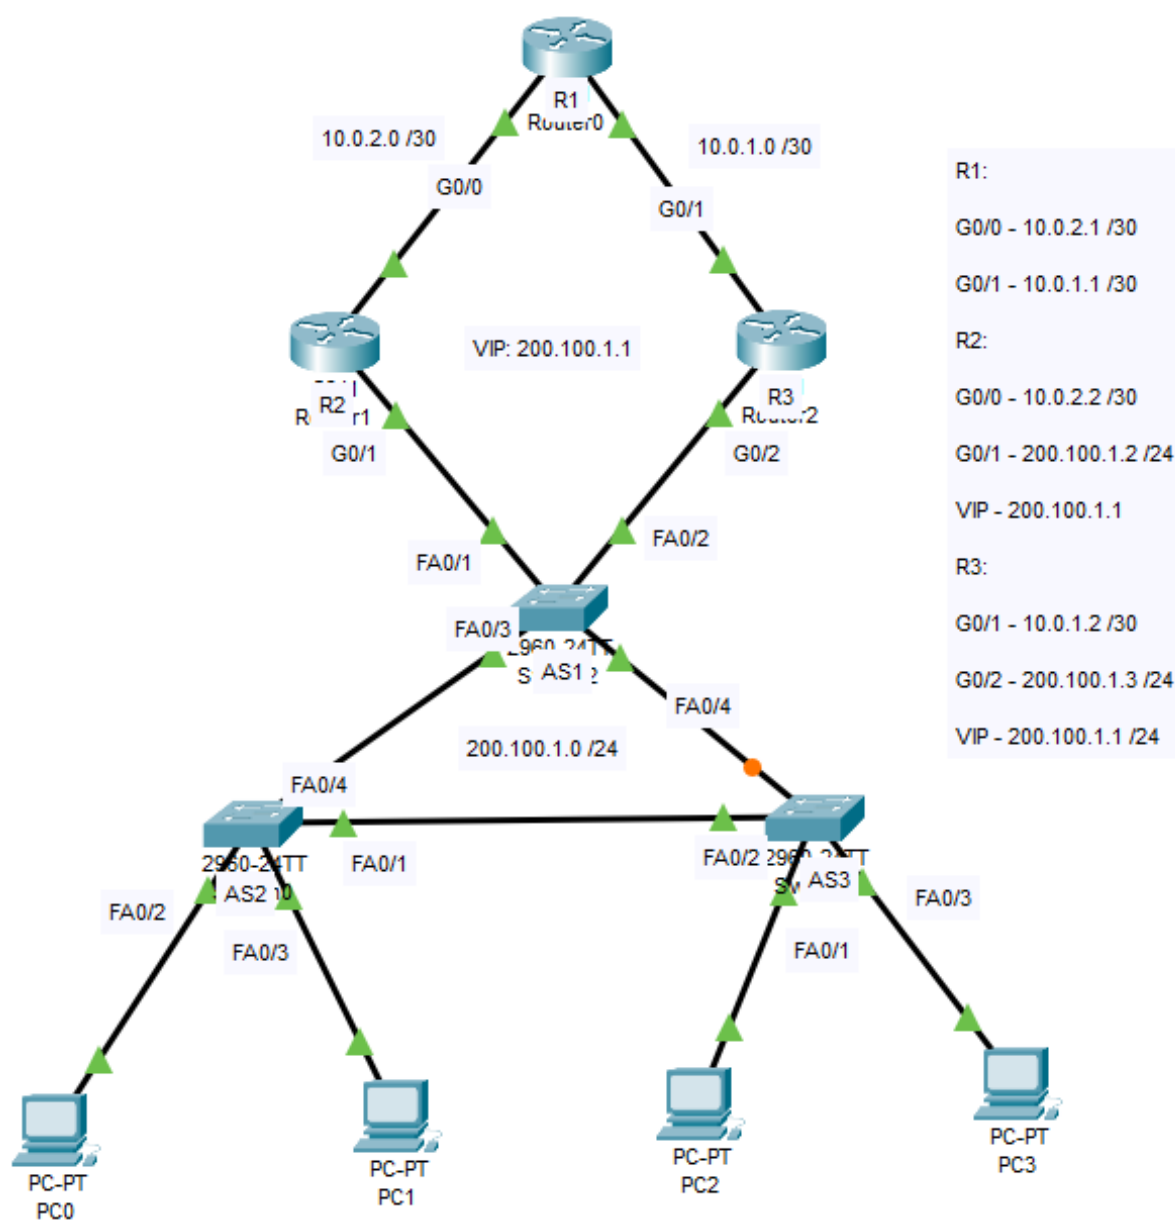 R1
Router0
10.0.2.0 /30
10.0.1.0 /30
G0/0
G0/1
VIP: 200.100.1.1
R2
R3
Router2
G0/1
G0/2
FA0/1
FA0/2
FA0/3
2960-24TT
AS1
FA0/4
200.100.1.0 /24
FA0/4
FA0/1
FA0/2
2960-24TT
AS2
2960-24TT
AS3
FA0/2
FA0/3
FA0/1
FA0/3
PC-PT
PC0
PC-PT
PC1
PC-PT
PC2
PC-PT
PC3
R1:
G0/0 - 10.0.2.1 /30
G0/1 - 10.0.1.1 /30
R2:
G0/0 - 10.0.2.2 /30
G0/1 - 200.100.1.2 /24
VIP - 200.100.1.1
R3:
G0/1 - 10.0.1.2 /30
G0/2 - 200.100.1.3 /24
VIP - 200.100.1.1 /24